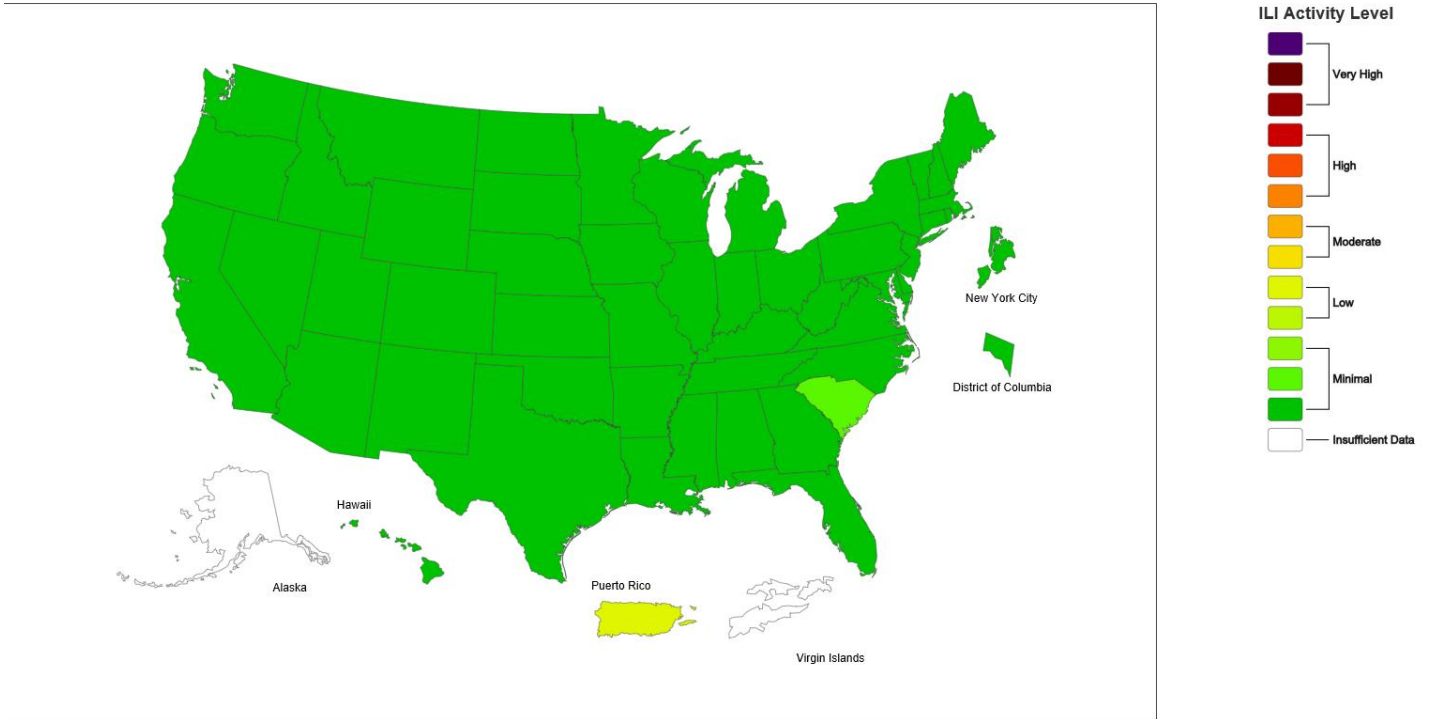 ILI Activity Level
Very High
High
Moderate
Low
Minimal
Insufficient Data
New York City
District of Columbia
Hawaii
Alaska
Puerto Rico
Virgin Islands